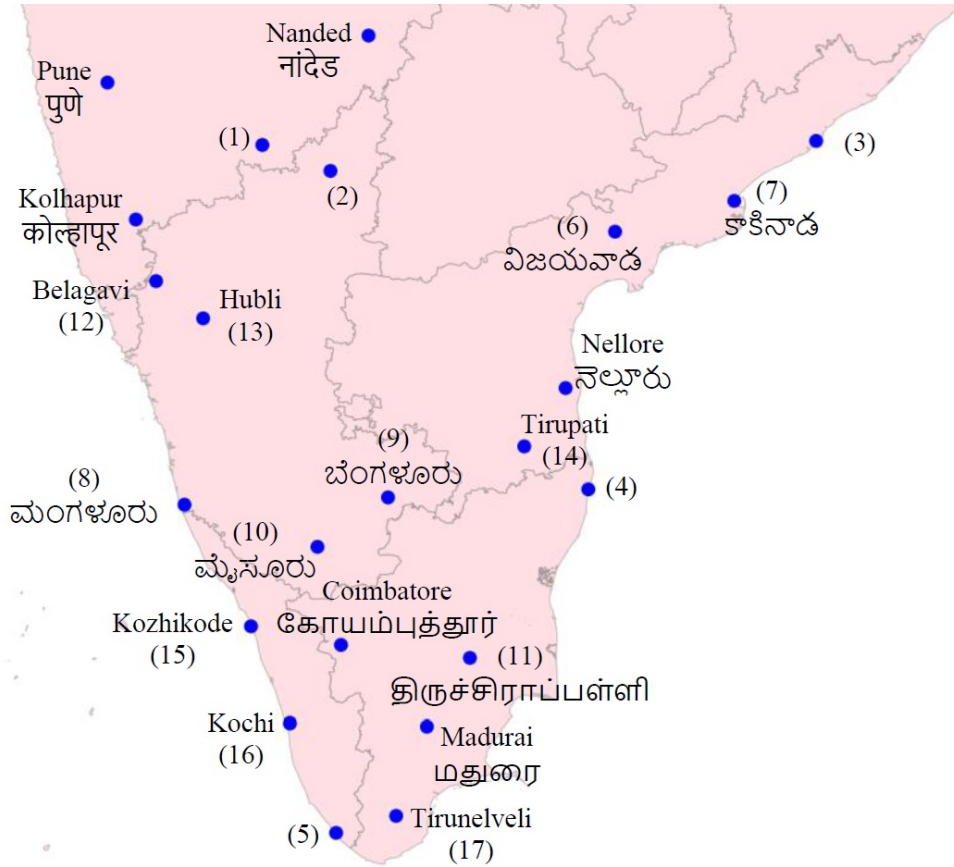 Nanded
नांदेड
Pune
पुणे
(1)
(2)
(3)
Kolhapur
कोल्हापूर
(7)
కాకినాడ
(6)
విజయవాడ
Belagavi
(12)
Hubli
(13)
Nellore
ನೆಲ್ಲೂರು
Tirupati
(14)
(9)
ಬೆಂಗಳೂರು
(4)
(8)
ಮಂಗಳೂರು
(10)
ಮೈಸೂರು
Coimbatore
கோயம்புத்தூர்
Kozhikode
(15)
(11)
திருச்சிராப்பள்ளி
Kochi
(16)
Madurai
மதுரை
(5)
Tirunelveli
(17)